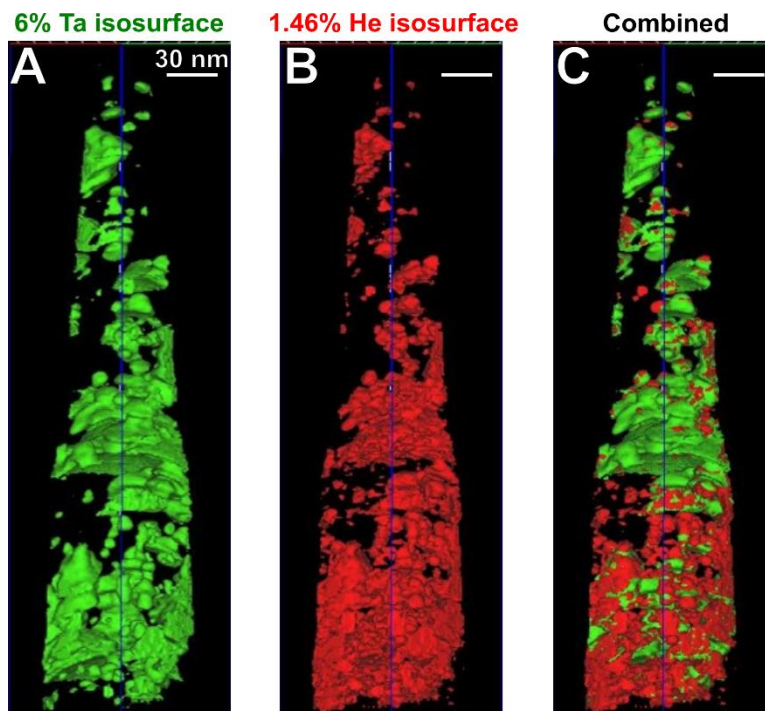 6% Ta isosurface
1.46% He isosurface
Combined
A
30 nm
B
C